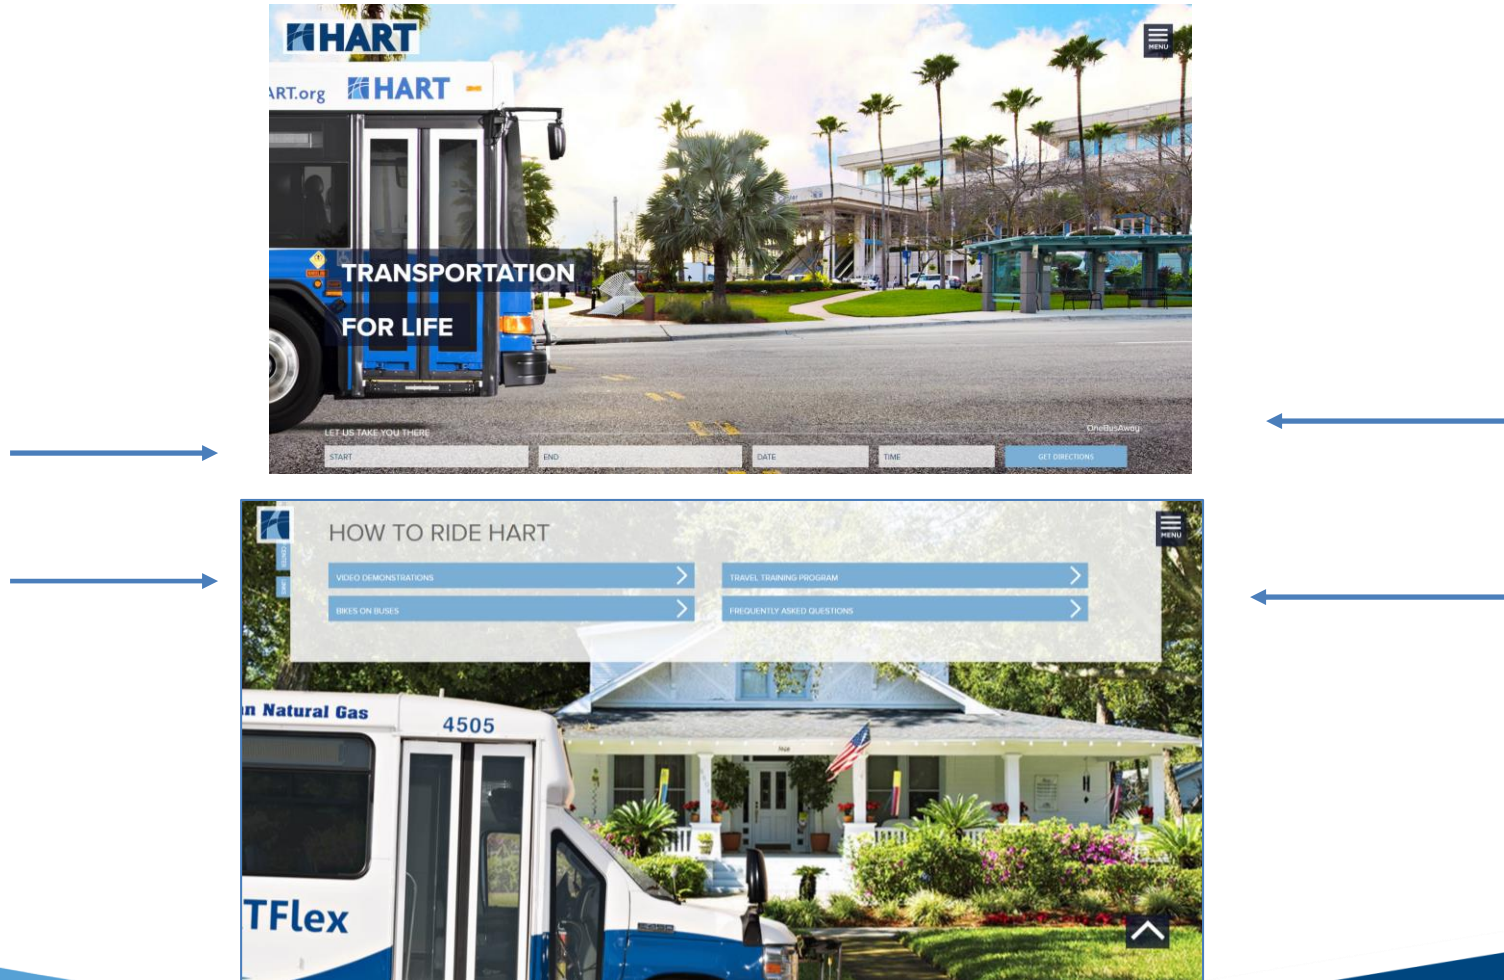 HART
MENU
ART.org HART
TRANSPORTATION
FOR LIFE
LET US TAKE YOU THERE
OneBusAway
START END DATE TIME GET DIRECTIONS
HOW TO RIDE HART
MENU
CENTER
LINKS
VIDEO DEMONSTRATIONS
TRAVEL TRAINING PROGRAM
BIKES ON BUSES
FREQUENTLY ASKED QUESTIONS
n Natural Gas
4505
TFlex